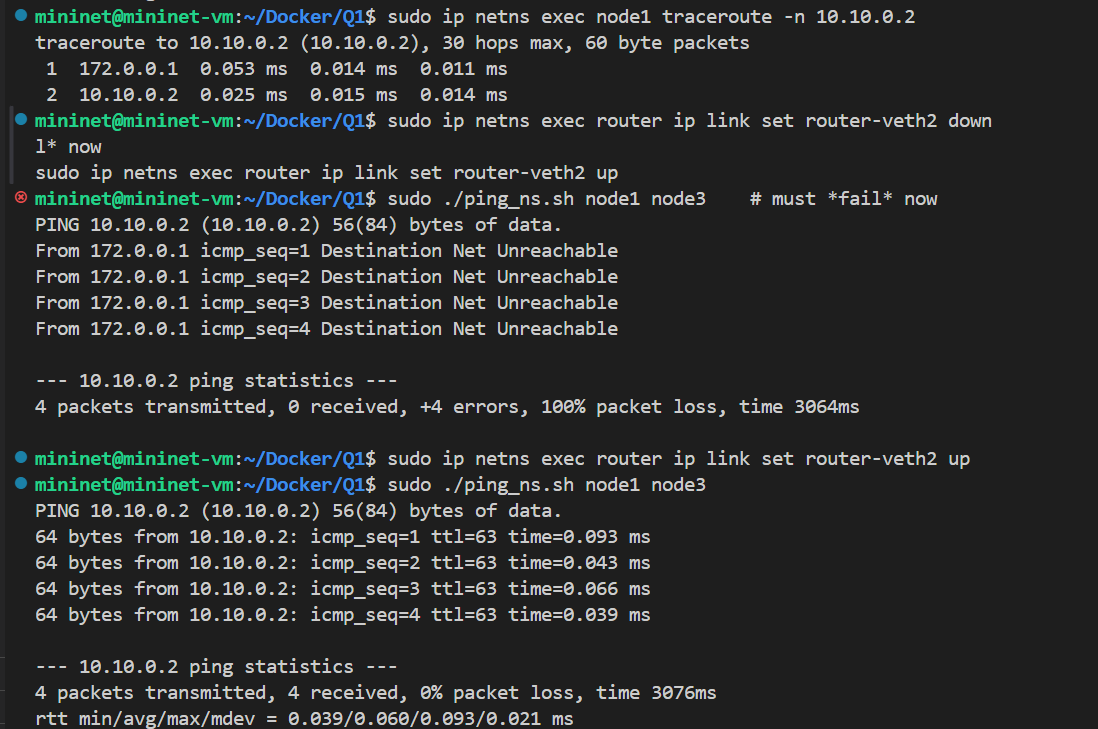 mininet@mininet-vm:~/Docker/Q1$ sudo ip netns exec node1 traceroute -n 10.10.0.2
traceroute to 10.10.0.2 (10.10.0.2), 30 hops max, 60 byte packets
 1  172.0.0.1  0.053 ms  0.014 ms  0.011 ms
 2  10.10.0.2  0.025 ms  0.015 ms  0.014 ms
mininet@mininet-vm:~/Docker/Q1$ sudo ip netns exec router ip link set router-veth2 down
l* now
sudo ip netns exec router ip link set router-veth2 up
mininet@mininet-vm:~/Docker/Q1$ sudo ./ping_ns.sh node1 node3    # must *fail* now
PING 10.10.0.2 (10.10.0.2) 56(84) bytes of data.
From 172.0.0.1 icmp_seq=1 Destination Net Unreachable
From 172.0.0.1 icmp_seq=2 Destination Net Unreachable
From 172.0.0.1 icmp_seq=3 Destination Net Unreachable
From 172.0.0.1 icmp_seq=4 Destination Net Unreachable

--- 10.10.0.2 ping statistics ---
4 packets transmitted, 0 received, +4 errors, 100% packet loss, time 3064ms

mininet@mininet-vm:~/Docker/Q1$ sudo ip netns exec router ip link set router-veth2 up
mininet@mininet-vm:~/Docker/Q1$ sudo ./ping_ns.sh node1 node3
PING 10.10.0.2 (10.10.0.2) 56(84) bytes of data.
64 bytes from 10.10.0.2: icmp_seq=1 ttl=63 time=0.093 ms
64 bytes from 10.10.0.2: icmp_seq=2 ttl=63 time=0.043 ms
64 bytes from 10.10.0.2: icmp_seq=3 ttl=63 time=0.066 ms
64 bytes from 10.10.0.2: icmp_seq=4 ttl=63 time=0.039 ms

--- 10.10.0.2 ping statistics ---
4 packets transmitted, 4 received, 0% packet loss, time 3076ms
rtt min/avg/max/mdev = 0.039/0.060/0.093/0.021 ms